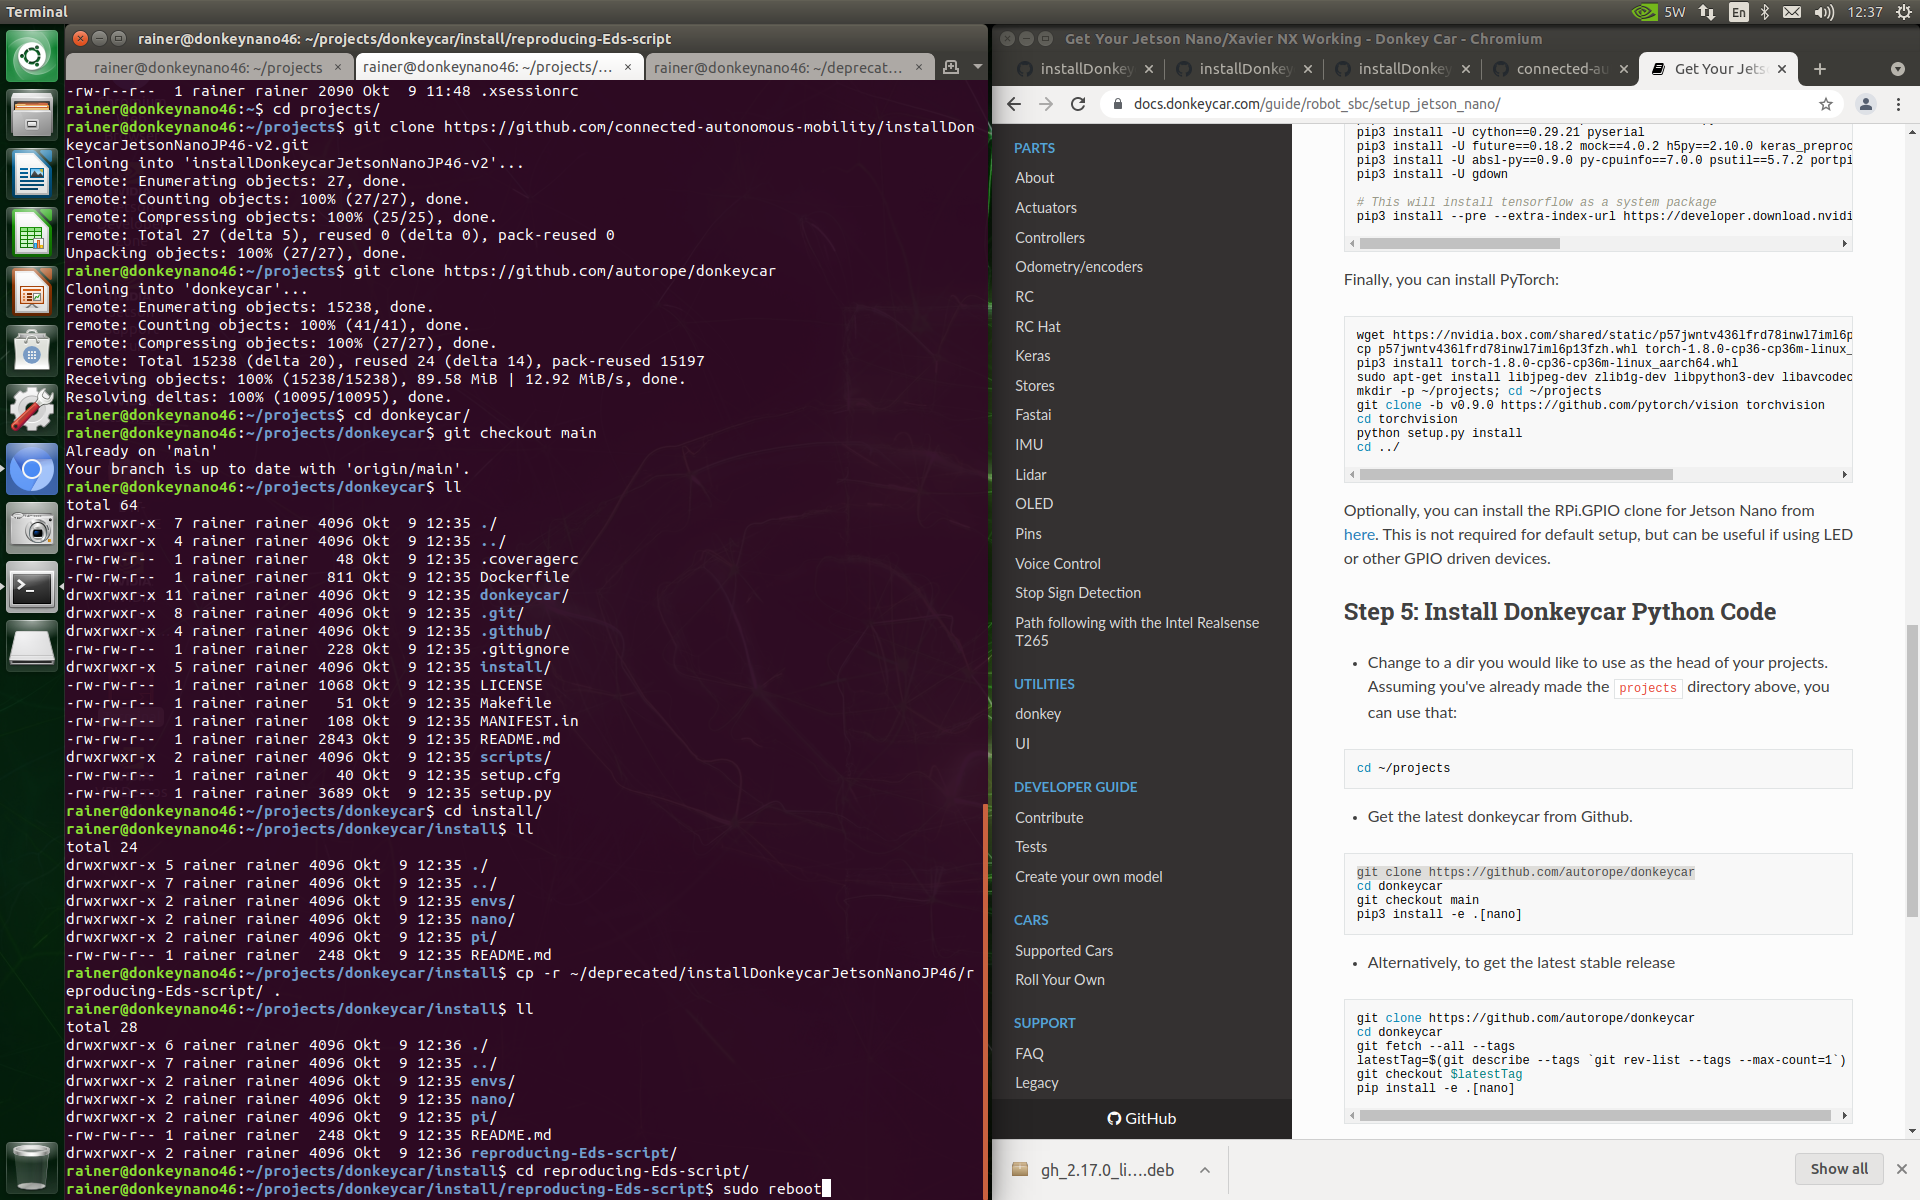 Terminal
5W
En
12:37
rainer@donkeynano46: ~/projects/donkeycar/install/reproducing-Eds-script
rainer@donkeynano46: ~/projects ×
rainer@donkeynano46: ~/projects/... ×
rainer@donkeynano46: ~/deprecat... ×
-rw-r--r--  1 rainer rainer 2090 Okt  9 11:48 .xsessionrc
rainer@donkeynano46:~$ cd projects/
rainer@donkeynano46:~/projects$ git clone https://github.com/connected-autonomous-mobility/installDon
keycarJetsonNanoJP46-v2.git
Cloning into 'installDonkeycarJetsonNanoJP46-v2'...
remote: Enumerating objects: 27, done.
remote: Counting objects: 100% (27/27), done.
remote: Compressing objects: 100% (25/25), done.
remote: Total 27 (delta 5), reused 0 (delta 0), pack-reused 0
Unpacking objects: 100% (27/27), done.
rainer@donkeynano46:~/projects$ git clone https://github.com/autorope/donkeycar
Cloning into 'donkeycar'...
remote: Enumerating objects: 15238, done.
remote: Counting objects: 100% (41/41), done.
remote: Compressing objects: 100% (27/27), done.
remote: Total 15238 (delta 20), reused 24 (delta 14), pack-reused 15197
Receiving objects: 100% (15238/15238), 89.58 MiB | 12.92 MiB/s, done.
Resolving deltas: 100% (10095/10095), done.
rainer@donkeynano46:~/projects$ cd donkeycar/
rainer@donkeynano46:~/projects/donkeycar$ git checkout main
Already on 'main'
Your branch is up to date with 'origin/main'.
rainer@donkeynano46:~/projects/donkeycar$ ll
total 64
drwxrwxr-x  7 rainer rainer 4096 Okt  9 12:35 ./
drwxrwxr-x  4 rainer rainer 4096 Okt  9 12:35 ../
-rw-rw-r--  1 rainer rainer   48 Okt  9 12:35 .coveragerc
-rw-rw-r--  1 rainer rainer  811 Okt  9 12:35 Dockerfile
drwxrwxr-x 11 rainer rainer 4096 Okt  9 12:35 donkeycar/
drwxrwxr-x  8 rainer rainer 4096 Okt  9 12:35 .git/
drwxrwxr-x  4 rainer rainer 4096 Okt  9 12:35 .github/
-rw-rw-r--  1 rainer rainer  228 Okt  9 12:35 .gitignore
drwxrwxr-x  5 rainer rainer 4096 Okt  9 12:35 install/
-rw-rw-r--  1 rainer rainer 1068 Okt  9 12:35 LICENSE
-rw-rw-r--  1 rainer rainer   51 Okt  9 12:35 Makefile
-rw-rw-r--  1 rainer rainer  108 Okt  9 12:35 MANIFEST.in
-rw-rw-r--  1 rainer rainer 2843 Okt  9 12:35 README.md
drwxrwxr-x  2 rainer rainer 4096 Okt  9 12:35 scripts/
-rw-rw-r--  1 rainer rainer   40 Okt  9 12:35 setup.cfg
-rw-rw-r--  1 rainer rainer 3689 Okt  9 12:35 setup.py
rainer@donkeynano46:~/projects/donkeycar$ cd install/
rainer@donkeynano46:~/projects/donkeycar/install$ ll
total 24
drwxrwxr-x 5 rainer rainer 4096 Okt  9 12:35 ./
drwxrwxr-x 7 rainer rainer 4096 Okt  9 12:35 ../
drwxrwxr-x 2 rainer rainer 4096 Okt  9 12:35 envs/
drwxrwxr-x 2 rainer rainer 4096 Okt  9 12:35 nano/
drwxrwxr-x 2 rainer rainer 4096 Okt  9 12:35 pi/
-rw-rw-r-- 1 rainer rainer  248 Okt  9 12:35 README.md
rainer@donkeynano46:~/projects/donkeycar/install$ cp -r ~/deprecated/installDonkeycarJetsonNanoJP46/r
eproducing-Eds-script/ .
rainer@donkeynano46:~/projects/donkeycar/install$ ll
total 28
drwxrwxr-x 6 rainer rainer 4096 Okt  9 12:36 ./
drwxrwxr-x 7 rainer rainer 4096 Okt  9 12:35 ../
drwxrwxr-x 2 rainer rainer 4096 Okt  9 12:35 envs/
drwxrwxr-x 2 rainer rainer 4096 Okt  9 12:35 nano/
drwxrwxr-x 2 rainer rainer 4096 Okt  9 12:35 pi/
-rw-rw-r-- 1 rainer rainer  248 Okt  9 12:35 README.md
drwxrwxr-x 2 rainer rainer 4096 Okt  9 12:36 reproducing-Eds-script/
rainer@donkeynano46:~/projects/donkeycar/install$ cd reproducing-Eds-script/
rainer@donkeynano46:~/projects/donkeycar/install/reproducing-Eds-script$ sudo reboot
Get Your Jetson Nano/Xavier NX Working - Donkey Car - Chromium
installDonkey ×
installDonkey ×
installDonkey ×
connected-au ×
Get Your Jets ×
docs.donkeycar.com/guide/robot_sbc/setup_jetson_nano/
PARTS
About
Actuators
Controllers
Odometry/encoders
RC
RC Hat
Keras
Stores
Fastai
IMU
Lidar
OLED
Pins
Voice Control
Stop Sign Detection
Path following with the Intel Realsense
T265
UTILITIES
donkey
UI
DEVELOPER GUIDE
Contribute
Tests
Create your own model
CARS
Supported Cars
Roll Your Own
SUPPORT
FAQ
Legacy
GitHub
pip3 install -U cython==0.29.21 pyserial
pip3 install -U future==0.18.2 mock==4.0.2 h5py==2.10.0 keras_preproc
pip3 install -U absl-py==0.9.0 py-cpuinfo==7.0.0 psutil==5.7.2 portpi
pip3 install -U gdown
# This will install tensorflow as a system package
pip3 install --pre --extra-index-url https://developer.download.nvidi
Finally, you can install PyTorch:
wget https://nvidia.box.com/shared/static/p57jwntv436lfrd78inwl7iml6p
cp p57jwntv436lfrd78inwl7iml6p13fzh.whl torch-1.8.0-cp36-cp36m-linux_
pip3 install torch-1.8.0-cp36-cp36m-linux_aarch64.whl
sudo apt-get install libjpeg-dev zlib1g-dev libpython3-dev libavcodec
mkdir -p ~/projects; cd ~/projects
git clone -b v0.9.0 https://github.com/pytorch/vision torchvision
cd torchvision
python setup.py install
cd ../
Optionally, you can install the RPi.GPIO clone for Jetson Nano from
here. This is not required for default setup, but can be useful if using LED
or other GPIO driven devices.
Step 5: Install Donkeycar Python Code
• Change to a dir you would like to use as the head of your projects.
Assuming you've already made the projects directory above, you
can use that:
cd ~/projects
• Get the latest donkeycar from Github.
git clone https://github.com/autorope/donkeycar
cd donkeycar
git checkout main
pip3 install -e .[nano]
• Alternatively, to get the latest stable release
git clone https://github.com/autorope/donkeycar
cd donkeycar
git fetch --all --tags
latestTag=$(git describe --tags `git rev-list --tags --max-count=1`)
git checkout $latestTag
pip install -e .[nano]
gh_2.17.0_li....deb
Show all